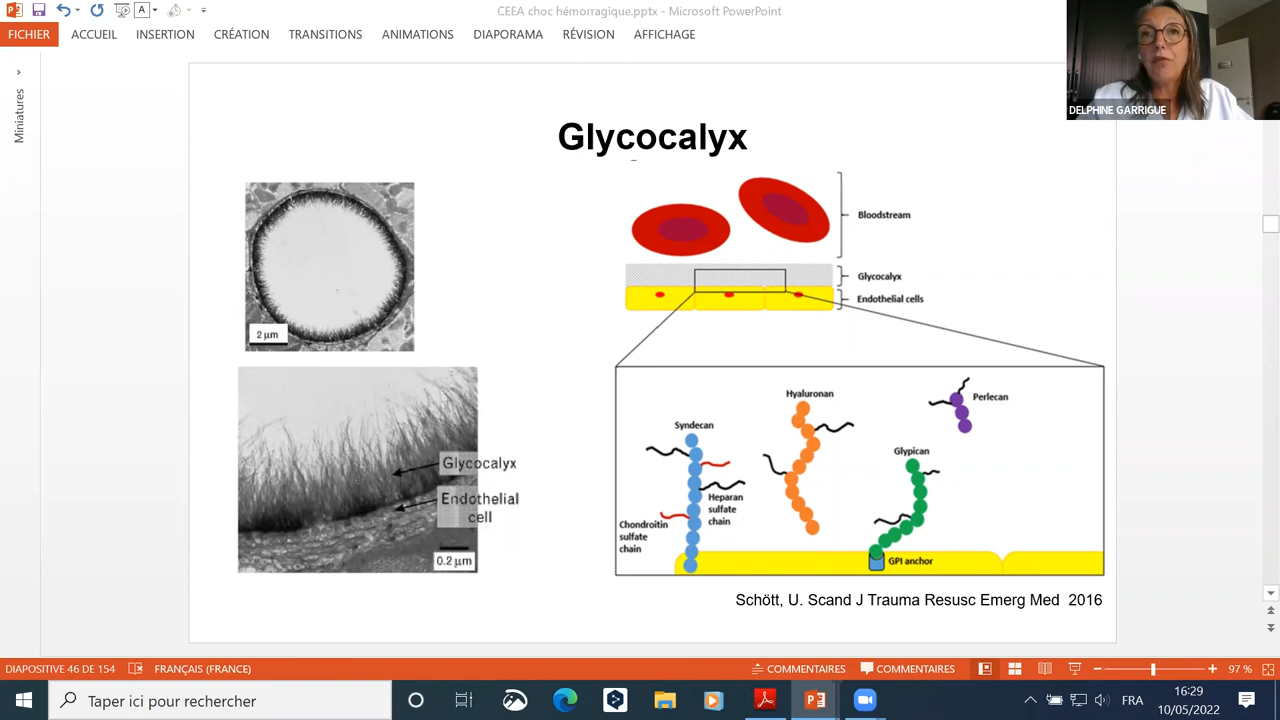 CEEA choc hémorragique.pptx - Microsoft PowerPoint
FICHIER
ACCUEIL
INSERTION
CRÉATION
TRANSITIONS
ANIMATIONS
DIAPORAMA
RÉVISION
AFFICHAGE
A
DELPHINE GARRIGUE
Miniatures
Glycocalyx
Bloodstream
Glycocalyx
Endothelial cells
2 µm
Glycocalyx
Endothelial
cell
0.2 µm
Syndecan
Hyaluronan
Perlecan
Glypican
Heparan
sulfate
chain
Chondroitin
sulfate
chain
GPI anchor
Schött, U. Scand J Trauma Resusc Emerg Med 2016
DIAPOSITIVE 46 DE 154
FRANÇAIS (FRANCE)
COMMENTAIRES
COMMENTAIRES
97 %
Taper ici pour rechercher
FRA
16:29
10/05/2022